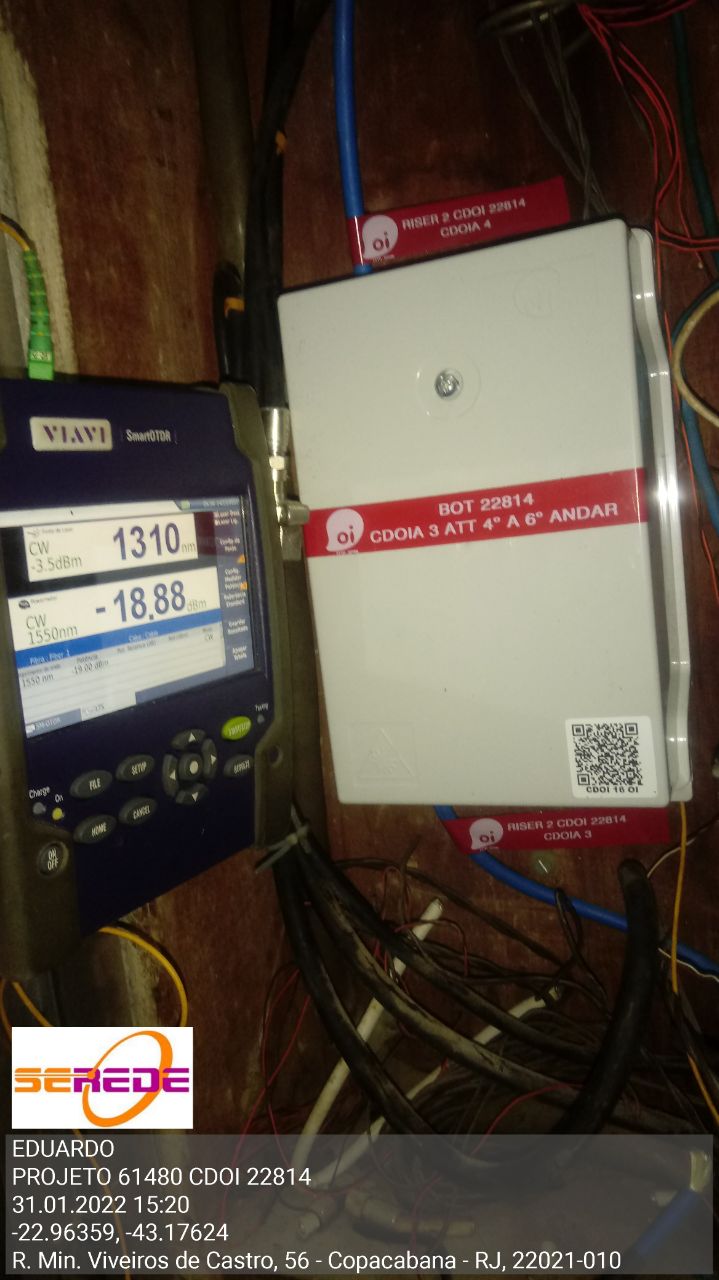 RISER 2 CDOI 22814
oi CDOIA 4
VIAVI SmartOTDR
CW 1310 nm
-3.5dBm
CW -18.88 dBm
1550nm
1550 nm -19.00 dBm
BOT 22814
oi CDOIA 3 ATT 4º A 6º ANDAR
CDOI 16 OI
RISER 2 CDOI 22814
oi CDOIA 3
START/STOP
Charge
On
ON
OFF
FILE
SETUP
RESULTS
HOME
CANCEL
SEREDE
EDUARDO
PROJETO 61480 CDOI 22814
31.01.2022 15:20
-22.96359, -43.17624
R. Min. Viveiros de Castro, 56 - Copacabana - RJ, 22021-010